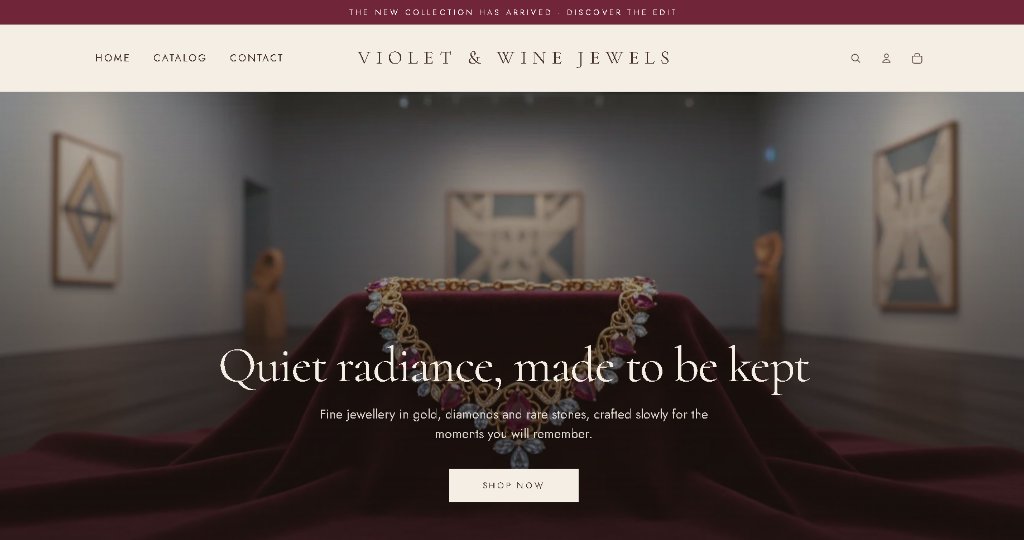 THE NEW COLLECTION HAS ARRIVED · DISCOVER THE EDIT
HOME CATALOG CONTACT
VIOLET & WINE JEWELS
Quiet radiance, made to be kept
Fine jewellery in gold, diamonds and rare stones, crafted slowly for the
moments you will remember.
SHOP NOW